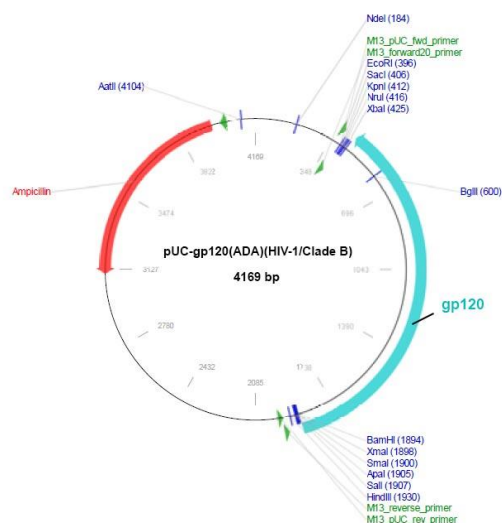 NdeI (184)
M13_pUC_fwd_primer
M13_forward20_primer
EcoRI (396)
SacI (406)
KpnI (412)
NruI (416)
XbaI (425)
AatII (4104)
4169
3822
348
Ampicillin
BglII (600)
3474
695
pUC-gp120(ADA)(HIV-1/Clade B)
4169 bp
3127
1043
gp120
2780
1390
2432
1738
2085
BamHI (1894)
XmaI (1898)
SmaI (1900)
ApaI (1905)
SalI (1907)
HindIII (1930)
M13_reverse_primer
M13_pUC_rev_primer